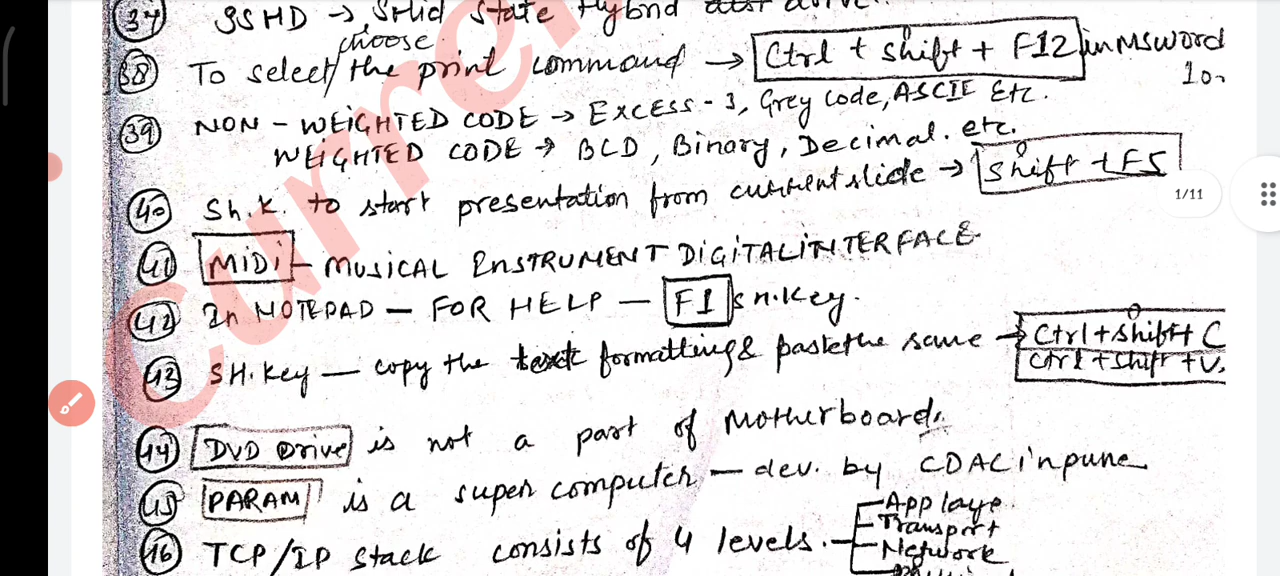 37 SSHD → Solid State Hybrid drive.
choose
38 To select/the print command → Ctrl + Shift + F12 in MSword
10.
39 NON - WEIGHTED CODE → EXCESS - 3, Grey Code, ASCII Etc.
WEIGHTED CODE → BCD, Binary, Decimal. etc.
40 Sh.K. to start presentation from current slide → Shift + F5
1/11
41 MIDI - MUSICAL INSTRUMENT DIGITAL INTERFACE
42 In NOTEPAD - FOR HELP - F1 sh.key.
43 SH.Key - copy the text formatting & paste the same → Ctrl+Shift+C
Ctrl+Shift+V.
44 DVD Drive is not a part of Motherboard.
45 PARAM is a super computer - dev. by CDAC in pune
46 TCP/IP Stack consists of 4 levels. - App laye
Transport
Network
Curren